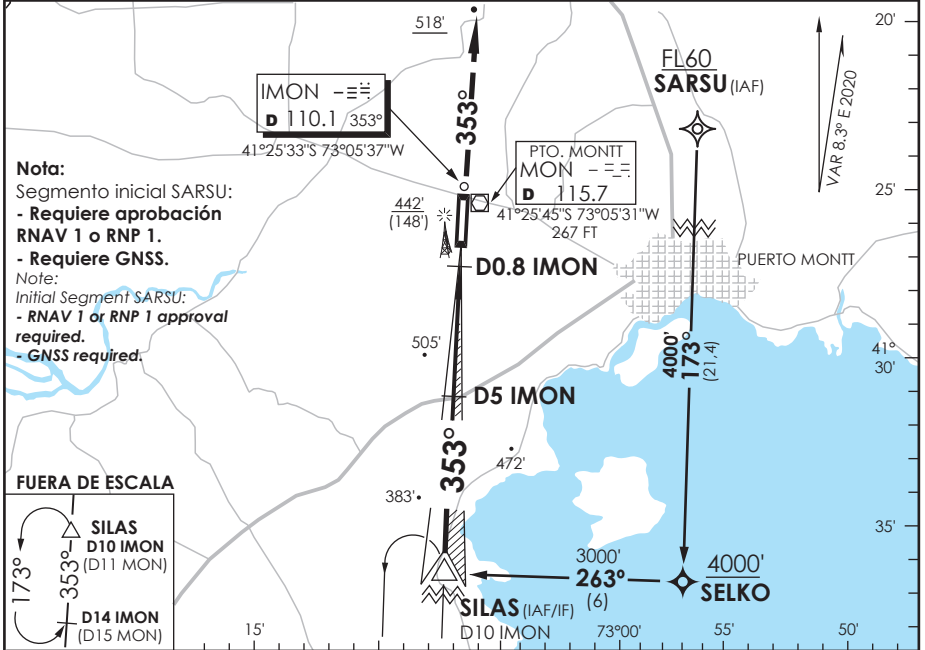 518'
20'
FL60
SARSU (IAF)
VAR 8.3° E 2020
IMON
D 110.1 353°
41°25'33"S 73°05'37"W
353°
PTO. MONTT
MON
D 115.7
41°25'45"S 73°05'31"W
267 FT
25'
Nota:
Segmento inicial SARSU:
- Requiere aprobación
RNAV 1 o RNP 1.
- Requiere GNSS.
Note:
Initial Segment SARSU:
- RNAV 1 or RNP 1 approval
required.
- GNSS required.
442'
(148')
D0.8 IMON
PUERTO MONTT
505'
4000'
173°
(21,4)
41°
30'
D5 IMON
353°
472'
383'
FUERA DE ESCALA
SILAS
D10 IMON
(D11 MON)
173°
353°
D14 IMON
(D15 MON)
35'
3000'
263°
(6)
4000'
SELKO
SILAS (IAF/IF)
D10 IMON
15'
73°00'
55'
50'